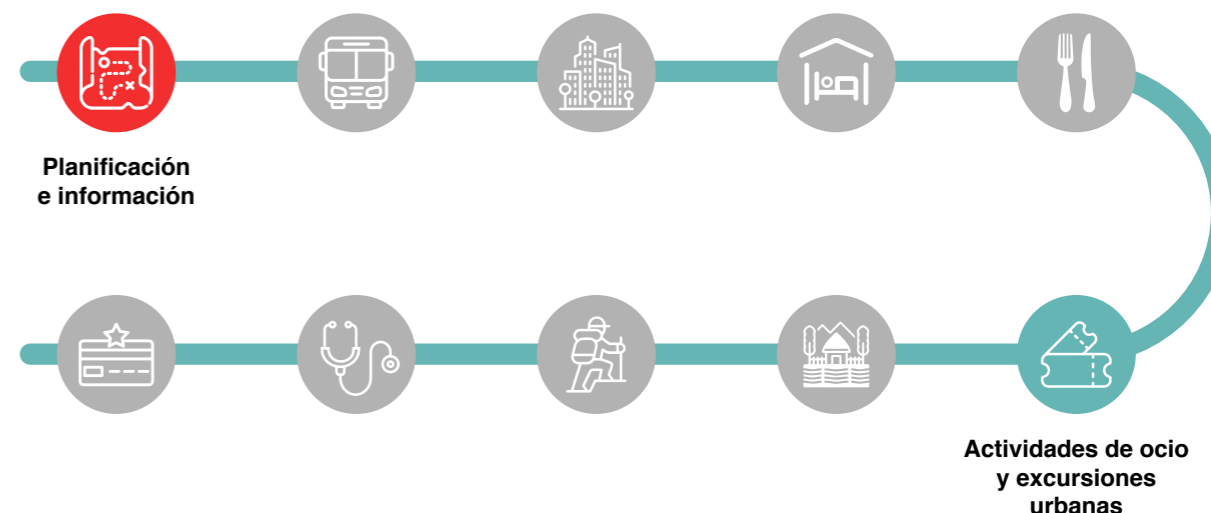 Planificación
e información
Actividades de ocio
y excursiones
urbanas